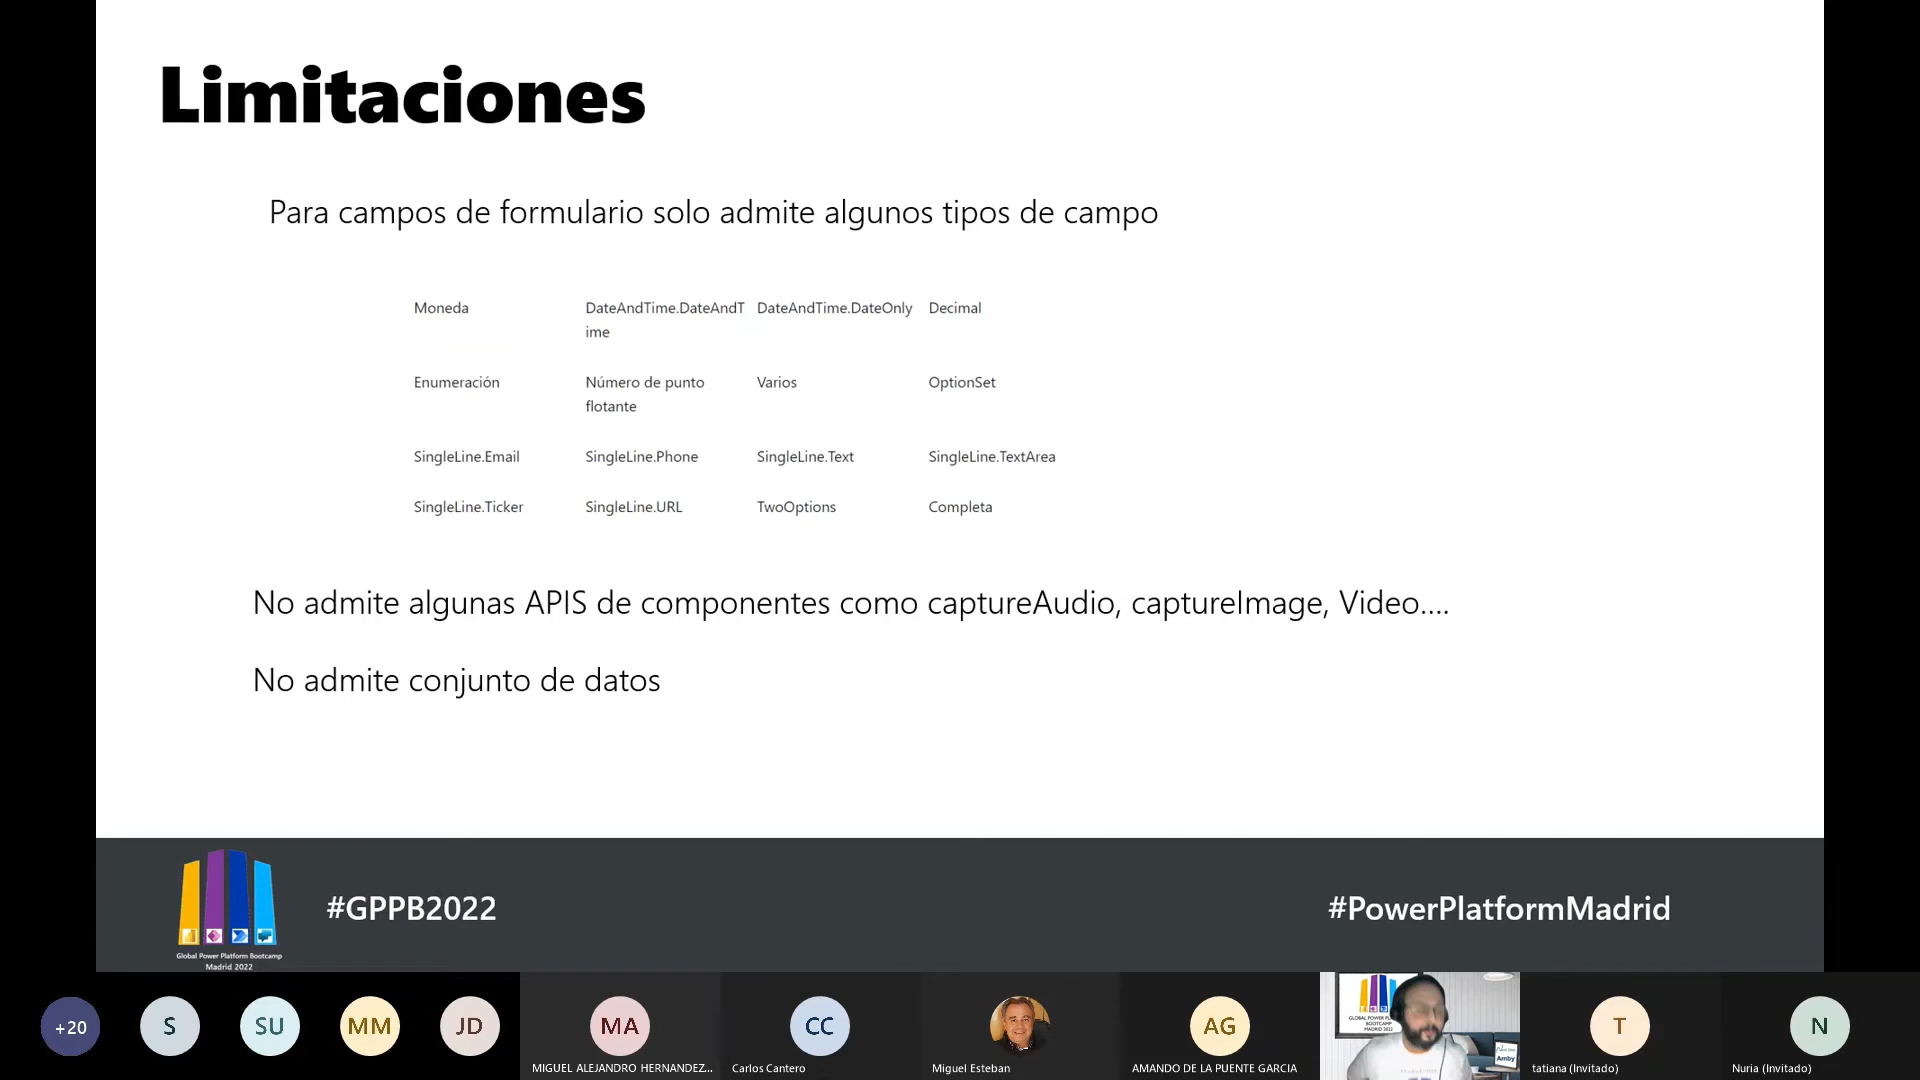 Limitaciones
Para campos de formulario solo admite algunos tipos de campo
Moneda DateAndTime.DateAndT DateAndTime.DateOnly Decimal
ime
Enumeración Número de punto Varios OptionSet
flotante
SingleLine.Email SingleLine.Phone SingleLine.Text SingleLine.TextArea
SingleLine.Ticker SingleLine.URL TwoOptions Completa
No admite algunas APIS de componentes como captureAudio, captureImage, Video....
No admite conjunto de datos
#GPPB2022
#PowerPlatformMadrid
Global Power Platform Bootcamp
Madrid 2022
+20 S SU MM JD MA CC AG T N
MIGUEL ALEJANDRO HERNANDEZ... Carlos Cantero Miguel Esteban AMANDO DE LA PUENTE GARCIA tatiana (Invitado) Nuria (Invitado)
BOOTCAMP
MADRID 2022
Amby